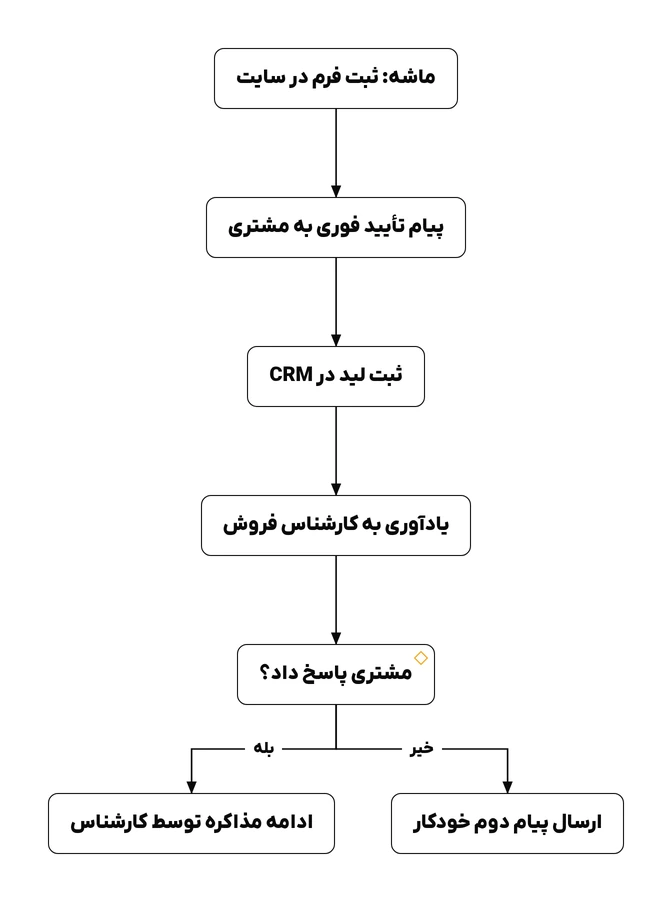 ماشه: ثبت فرم در سایت
پیام تأیید فوری به مشتری
ثبت لید در CRM
یادآوری به کارشناس فروش
مشتری پاسخ داد؟
خیر
بله
ارسال پیام دوم خودکار
ادامه مذاکره توسط کارشناس